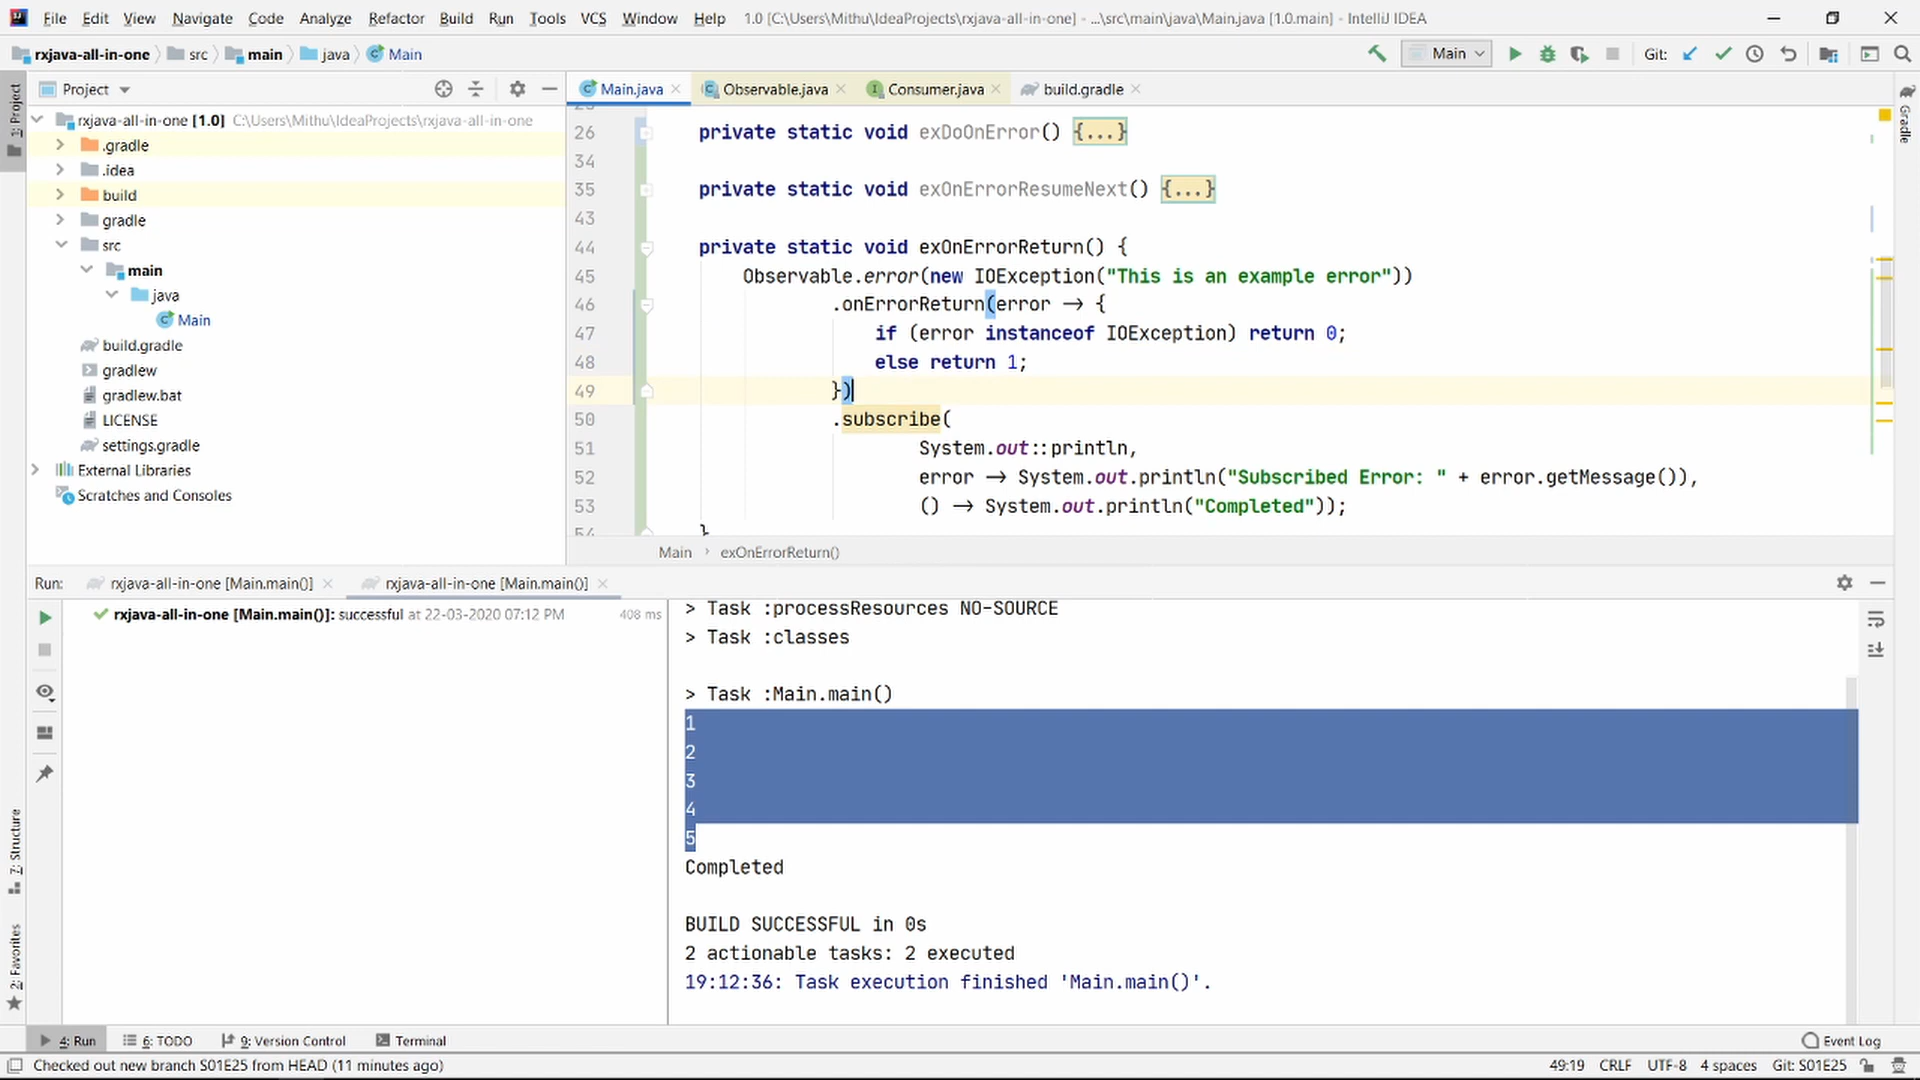 File Edit View Navigate Code Analyze Refactor Build Run Tools VCS Window Help 1.0 [C:\Users\Mithu\IdeaProjects\rxjava-all-in-one] - ...\src\main\java\Main.java [1.0.main] - IntelliJ IDEA
rxjava-all-in-one src main java Main Main Git:
Project Main.java Observable.java Consumer.java build.gradle
1: Project
Gradle
rxjava-all-in-one [1.0] C:\Users\Mithu\IdeaProjects\rxjava-all-in-one
.gradle
.idea
build
gradle
src
main
java
Main
build.gradle
gradlew
gradlew.bat
LICENSE
settings.gradle
External Libraries
Scratches and Consoles
26 private static void exDoOnError() {...}
34
35 private static void exOnErrorResumeNext() {...}
43
44 private static void exOnErrorReturn() {
45 Observable.error(new IOException("This is an example error"))
46 .onErrorReturn(error → {
47 if (error instanceof IOException) return 0;
48 else return 1;
49 })
50 .subscribe(
51 System.out::println,
52 error → System.out.println("Subscribed Error: " + error.getMessage()),
53 () → System.out.println("Completed"));
54 }
Main › exOnErrorReturn()
Run: rxjava-all-in-one [Main.main()] rxjava-all-in-one [Main.main()]
rxjava-all-in-one [Main.main()]: successful at 22-03-2020 07:12 PM 408 ms
> Task :processResources NO-SOURCE
> Task :classes
> Task :Main.main()
1
2
3
4
5
Completed
BUILD SUCCESSFUL in 0s
2 actionable tasks: 2 executed
19:12:36: Task execution finished 'Main.main()'.
7: Structure
2: Favorites
4: Run 6: TODO 9: Version Control Terminal Event Log
Checked out new branch S01E25 from HEAD (11 minutes ago) 49:19 CRLF UTF-8 4 spaces Git: S01E25